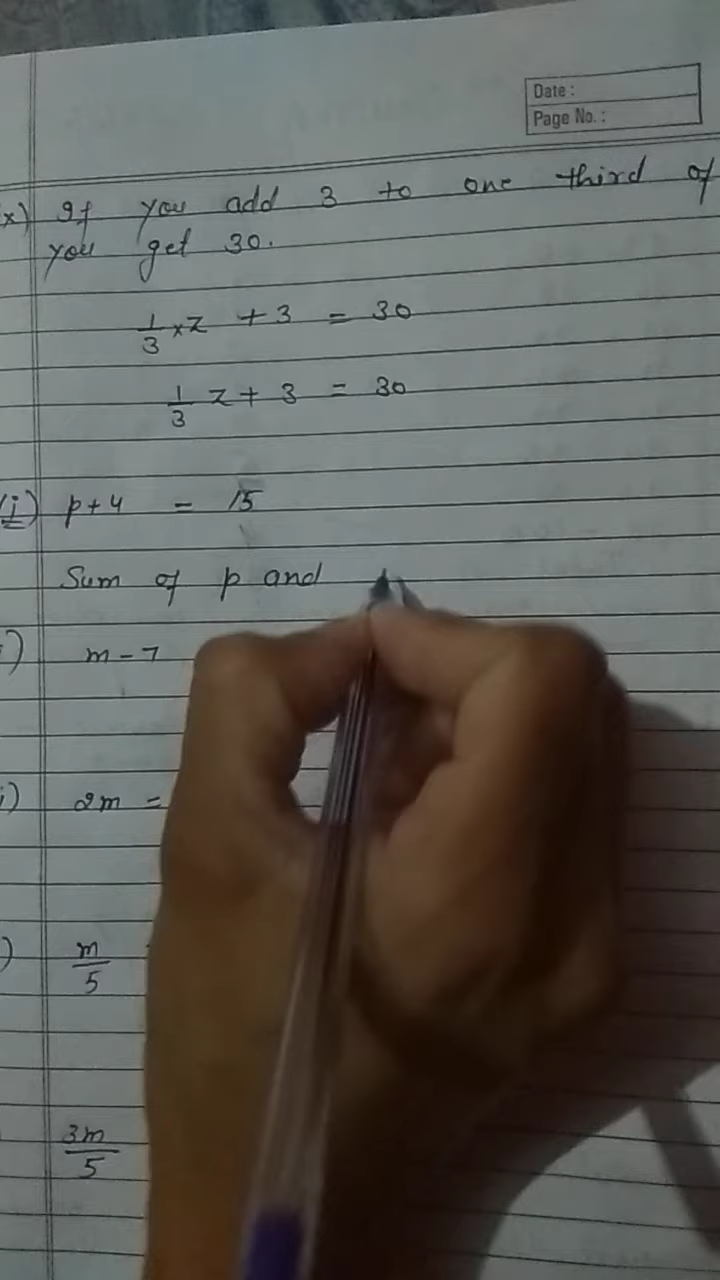 Date :
Page No. :
x) If you add 3 to one third of
you get 30.
1/3 × z + 3 = 30
1/3 z + 3 = 30
(i) p + 4 = 15
Sum of p and
) m - 7
i) 2m =
) m/5
3m/5